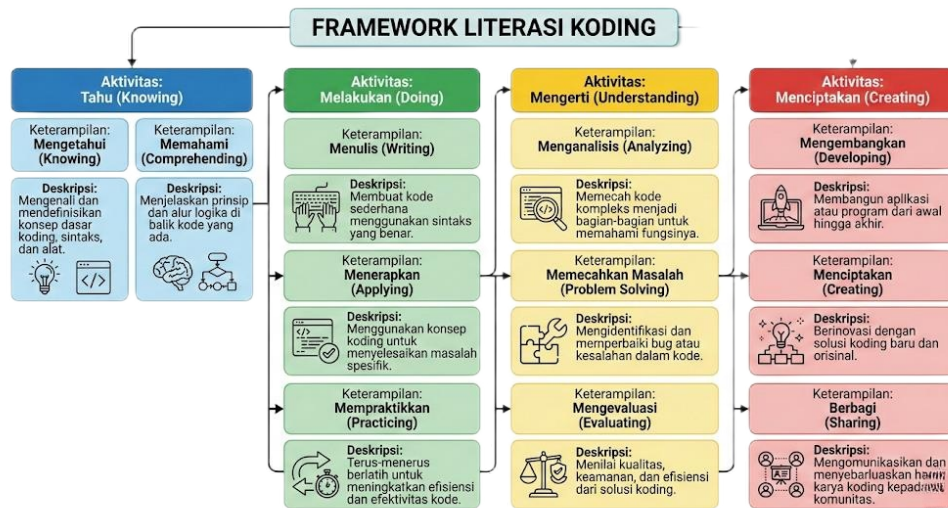 FRAMEWORK LITERASI KODING
Aktivitas:
Tahu (Knowing)
Keterampilan:
Mengetahui
(Knowing)
Deskripsi:
Mengenali dan
mendefinisikan
konsep dasar
koding, sintaks,
dan alat.
Keterampilan:
Memahami
(Comprehending)
Deskripsi:
Menjelaskan prinsip
dan alur logika di
balik kode yang
ada.
Aktivitas:
Melakukan (Doing)
Keterampilan:
Menulis (Writing)
Deskripsi:
Membuat kode
sederhana
menggunakan sintaks
yang benar.
Keterampilan:
Menerapkan
(Applying)
Deskripsi:
Menggunakan konsep
koding untuk
menyelesaikan masalah
spesifik.
Keterampilan:
Mempraktikkan
(Practicing)
Deskripsi:
Terus-menerus
berlatih untuk
meningkatkan efisiensi
dan efektivitas kode.
Aktivitas:
Mengerti (Understanding)
Keterampilan:
Menganalisis (Analyzing)
Deskripsi:
Memecah kode
kompleks menjadi
bagian-bagian untuk
memahami fungsinya.
Keterampilan:
Memecahkan Masalah
(Problem Solving)
Deskripsi:
Mengidentifikasi dan
memperbaiki bug atau
kesalahan dalam kode.
Keterampilan:
Mengevaluasi
(Evaluating)
Deskripsi:
Menilai kualitas,
keamanan, dan efisiensi
dari solusi koding.
Aktivitas:
Menciptakan (Creating)
Keterampilan:
Mengembangkan
(Developing)
Deskripsi:
Membangun aplikasi
atau program dari awal
hingga akhir.
Keterampilan:
Menciptakan
(Creating)
Deskripsi:
Berinovasi dengan
solusi koding baru dan
orisinal.
Keterampilan:
Berbagi
(Sharing)
Deskripsi:
Mengomunikasikan dan
menyebarluaskan
karya koding
komunitas.